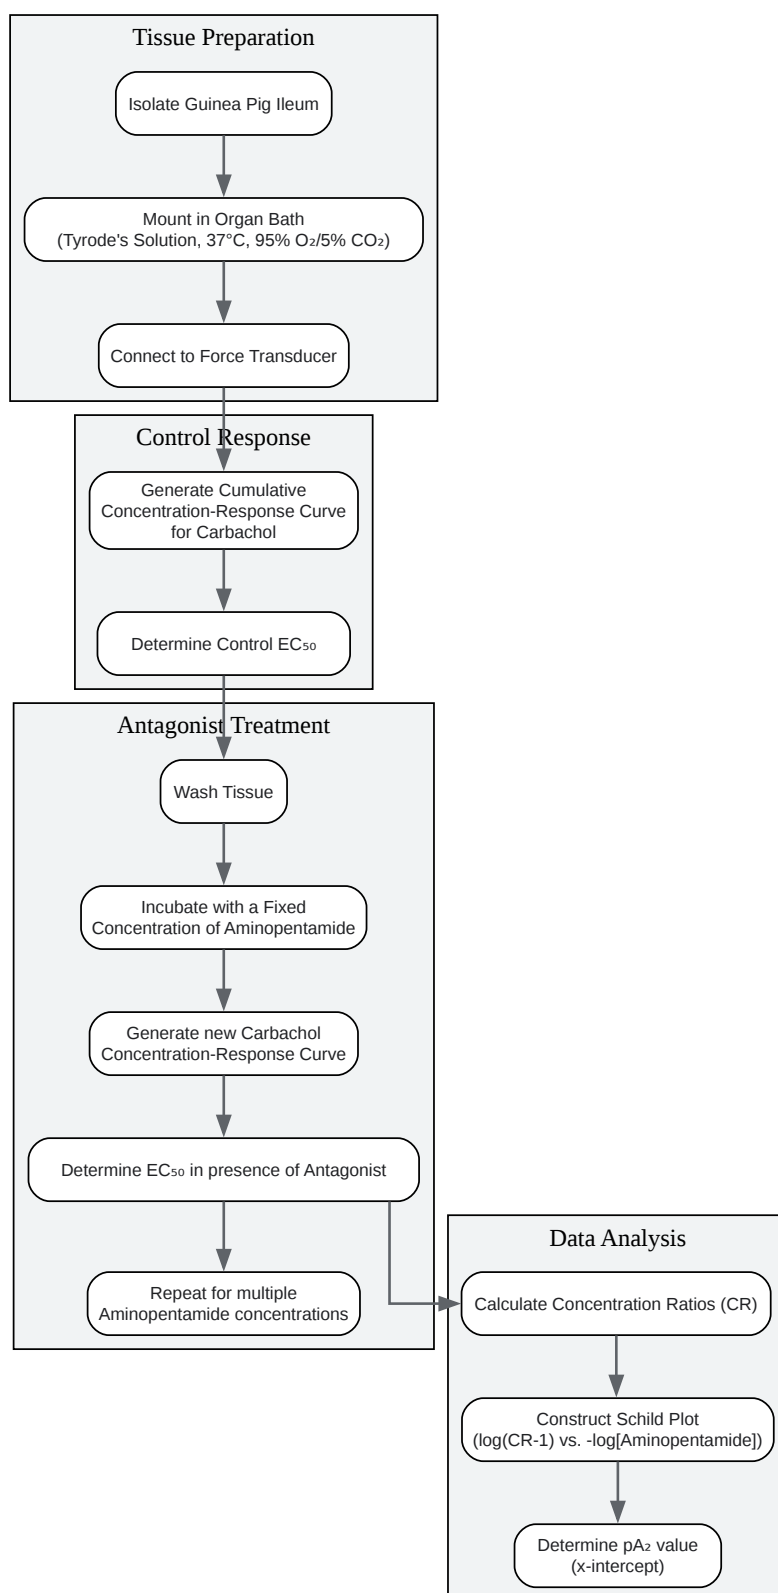 Tissue Preparation
Isolate Guinea Pig Ileum
Mount in Organ Bath
(Tyrode's Solution, 37°C, 95% O₂/5% CO₂)
Connect to Force Transducer
Control Response
Generate Cumulative
Concentration-Response Curve
for Carbachol
Determine Control EC₅₀
Antagonist Treatment
Wash Tissue
Incubate with a Fixed
Concentration of Aminopentamide
Generate new Carbachol
Concentration-Response Curve
Determine EC₅₀ in presence of Antagonist
Repeat for multiple
Aminopentamide concentrations
Data Analysis
Calculate Concentration Ratios (CR)
Construct Schild Plot
(log(CR-1) vs. -log[Aminopentamide])
Determine pA₂ value
(x-intercept)